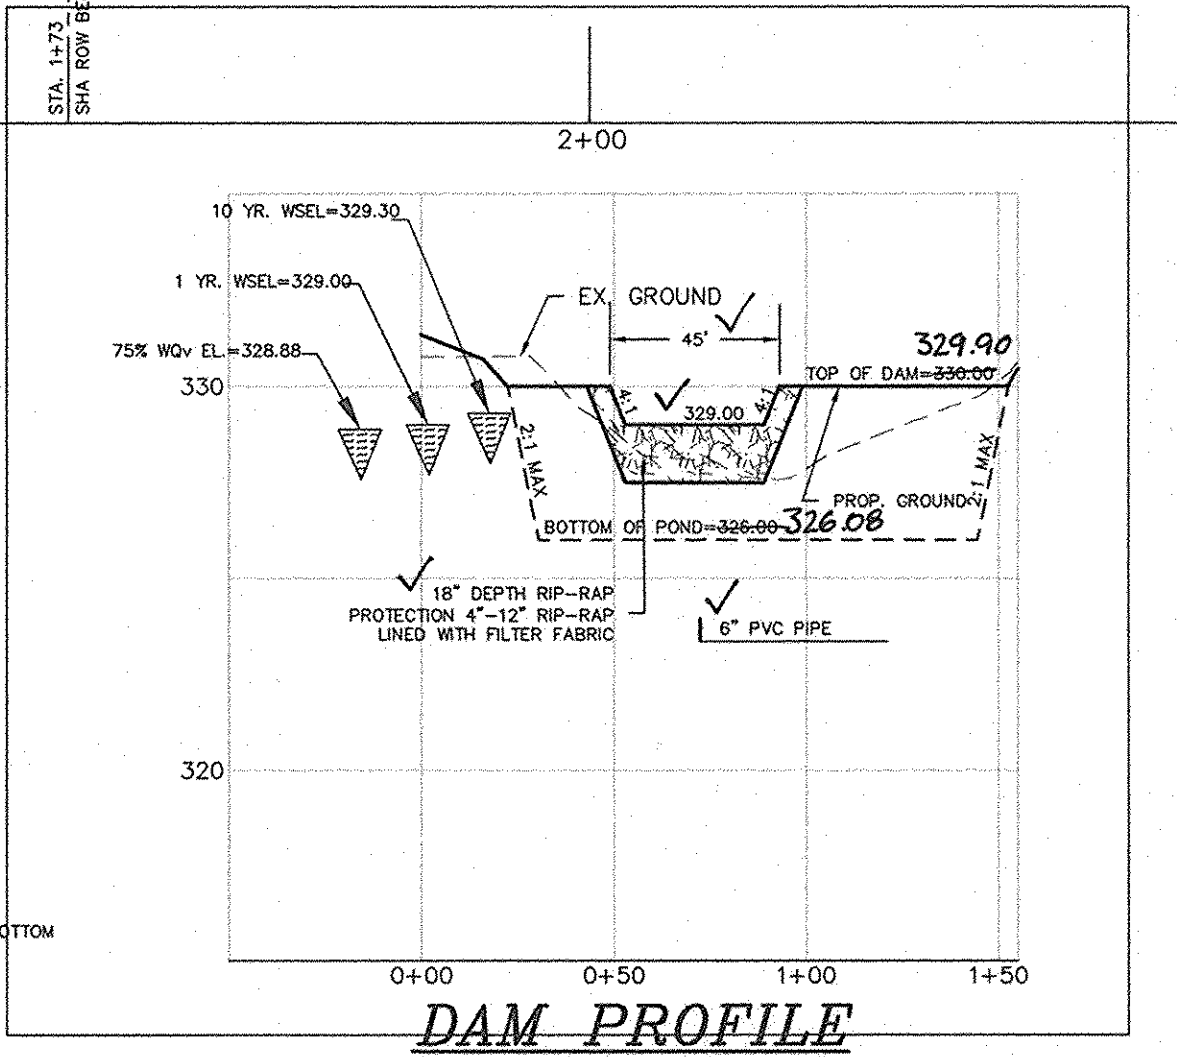 STA. 1+73
SHA ROW BE
2+00
10 YR. WSEL=329.30
1 YR. WSEL=329.00
EX. GROUND
45'
329.90
75% WQv EL.=328.88
TOP OF DAM=330.00
330
4:1
329.00
4:1
2:1 MAX
2:1 MAX
PROP. GROUND
BOTTOM OF POND=326.00 326.08
18" DEPTH RIP-RAP
PROTECTION 4"-12" RIP-RAP
LINED WITH FILTER FABRIC
6" PVC PIPE
320
OTTOM
0+00
0+50
1+00
1+50
DAM PROFILE